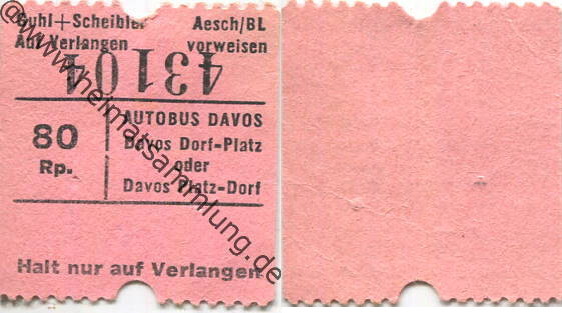 Guhl+Scheibler Aesch/BL
Auf Verlangen vorweisen
43104
80 Rp.
AUTOBUS DAVOS
Davos Dorf-Platz
oder
Davos Platz-Dorf
Halt nur auf Verlangen
@www.heimatsammlung.de